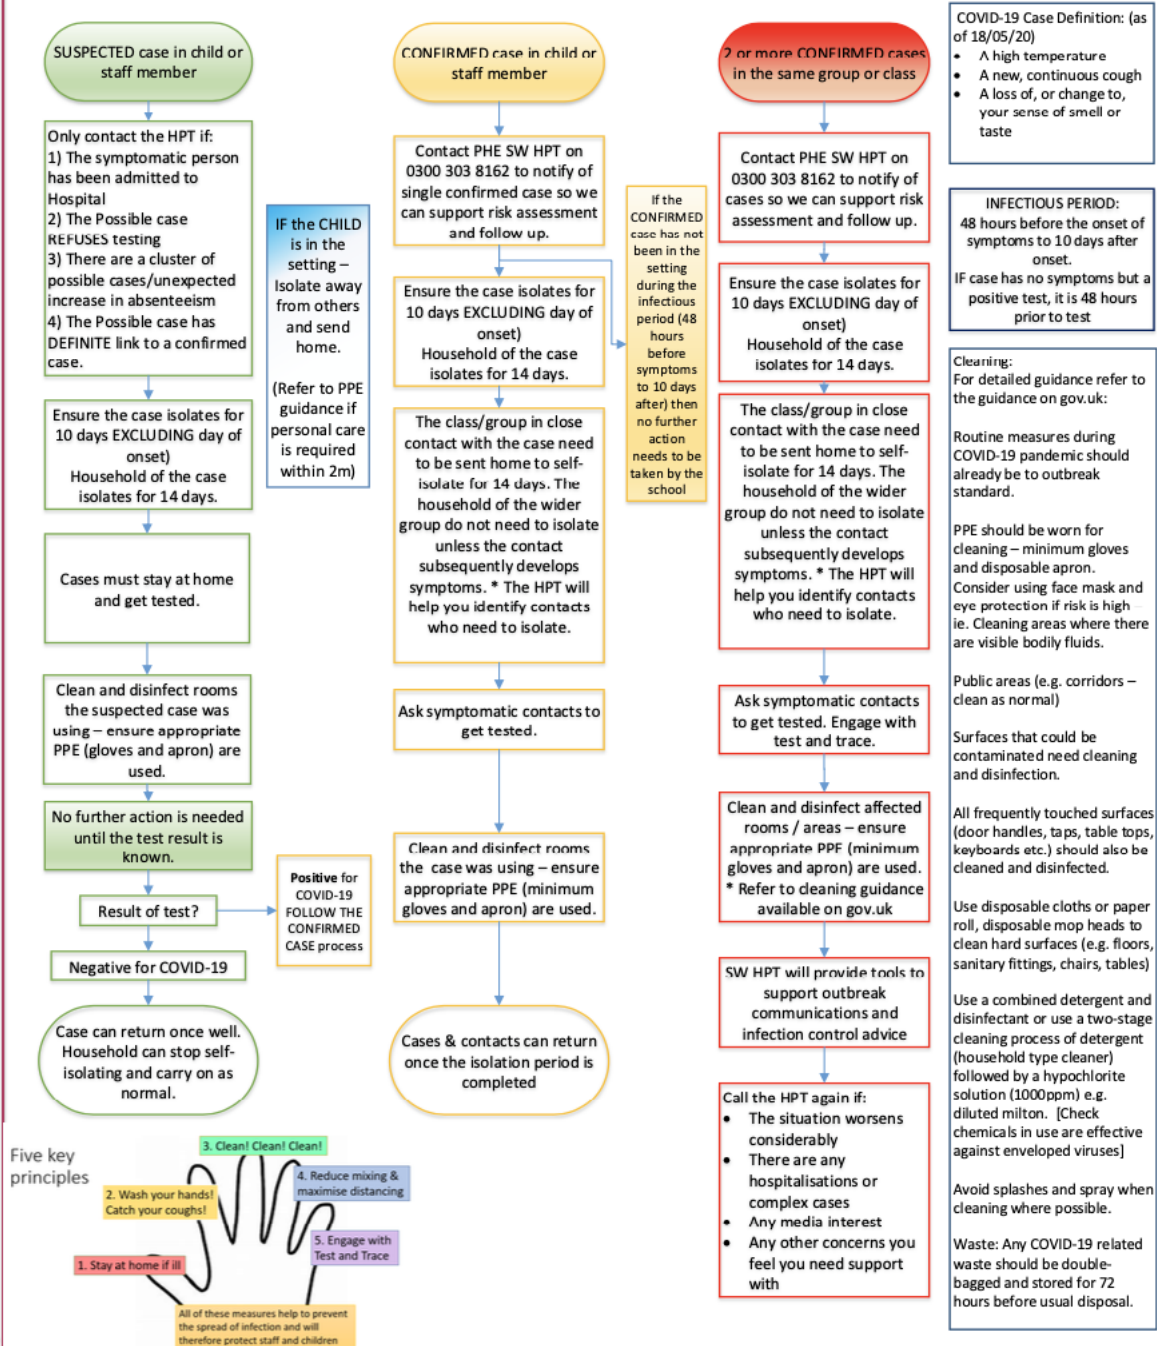 SUSPECTED case in child or
staff member
Only contact the HPT if:
1) The symptomatic person
has been admitted to
Hospital
2) The Possible case
REFUSES testing
3) There are a cluster of
possible cases/unexpected
increase in absenteeism
4) The Possible case has
DEFINITE link to a confirmed
case.
Ensure the case isolates for
10 days EXCLUDING day of
onset)
Household of the case
isolates for 14 days.
Cases must stay at home
and get tested.
Clean and disinfect rooms
the suspected case was
using – ensure appropriate
PPE (gloves and apron) are
used.
No further action is needed
until the test result is
known.
Result of test?
Negative for COVID-19
Case can return once well.
Household can stop self-
isolating and carry on as
normal.
IF the CHILD
is in the
setting –
Isolate away
from others
and send
home.
(Refer to PPE
guidance if
personal care
is required
within 2m)
Positive for
COVID-19
FOLLOW THE
CONFIRMED
CASE process
CONFIRMED case in child or
staff member
Contact PHE SW HPT on
0300 303 8162 to notify of
single confirmed case so we
can support risk assessment
and follow up.
Ensure the case isolates for
10 days EXCLUDING day of
onset)
Household of the case
isolates for 14 days.
The class/group in close
contact with the case need
to be sent home to self-
isolate for 14 days. The
household of the wider
group do not need to isolate
unless the contact
subsequently develops
symptoms. * The HPT will
help you identify contacts
who need to isolate.
Ask symptomatic contacts to
get tested.
Clean and disinfect rooms
the case was using – ensure
appropriate PPE (minimum
gloves and apron) are used.
Cases & contacts can return
once the isolation period is
completed
If the
CONFIRMED
case has not
been in the
setting
during the
infectious
period (48
hours
before
symptoms
to 10 days
after) then
no further
action
needs to be
taken by the
school
2 or more CONFIRMED cases
in the same group or class
Contact PHE SW HPT on
0300 303 8162 to notify of
cases so we can support risk
assessment and follow up.
Ensure the case isolates for
10 days EXCLUDING day of
onset)
Household of the case
isolates for 14 days.
The class/group in close
contact with the case need
to be sent home to self-
isolate for 14 days. The
household of the wider
group do not need to isolate
unless the contact
subsequently develops
symptoms. * The HPT will
help you identify contacts
who need to isolate.
Ask symptomatic contacts
to get tested. Engage with
test and trace.
Clean and disinfect affected
rooms / areas – ensure
appropriate PPE (minimum
gloves and apron) are used.
* Refer to cleaning guidance
available on gov.uk
SW HPT will provide tools to
support outbreak
communications and
infection control advice
Call the HPT again if:
• The situation worsens
considerably
• There are any
hospitalisations or
complex cases
• Any media interest
• Any other concerns you
feel you need support
with
COVID-19 Case Definition: (as
of 18/05/20)
• A high temperature
• A new, continuous cough
• A loss of, or change to,
your sense of smell or
taste
INFECTIOUS PERIOD:
48 hours before the onset of
symptoms to 10 days after
onset.
IF case has no symptoms but a
positive test, it is 48 hours
prior to test
Cleaning:
For detailed guidance refer to
the guidance on gov.uk:
Routine measures during
COVID-19 pandemic should
already be to outbreak
standard.
PPE should be worn for
cleaning – minimum gloves
and disposable apron.
Consider using face mask and
eye protection if risk is high –
ie. Cleaning areas where there
are visible bodily fluids.
Public areas (e.g. corridors –
clean as normal)
Surfaces that could be
contaminated need cleaning
and disinfection.
All frequently touched surfaces
(door handles, taps, table tops,
keyboards etc.) should also be
cleaned and disinfected.
Use disposable cloths or paper
roll, disposable mop heads to
clean hard surfaces (e.g. floors,
sanitary fittings, chairs, tables)
Use a combined detergent and
disinfectant or use a two-stage
cleaning process of detergent
(household type cleaner)
followed by a hypochlorite
solution (1000ppm) e.g.
diluted milton. [Check
chemicals in use are effective
against enveloped viruses]
Avoid splashes and spray when
cleaning where possible.
Waste: Any COVID-19 related
waste should be double-
bagged and stored for 72
hours before usual disposal.
Five key
principles
1. Stay at home if ill
2. Wash your hands!
Catch your coughs!
3. Clean! Clean! Clean!
4. Reduce mixing &
maximise distancing
5. Engage with
Test and Trace
All of these measures help to prevent
the spread of infection and will
therefore protect staff and children